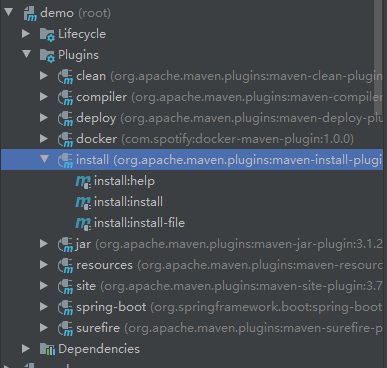 demo (root)
Lifecycle
Plugins
clean (org.apache.maven.plugins:maven-clean-plugin
compiler (org.apache.maven.plugins:maven-compiler
deploy (org.apache.maven.plugins:maven-deploy-plu
docker (com.spotify:docker-maven-plugin:1.0.0)
install (org.apache.maven.plugins:maven-install-plugi
install:help
install:install
install:install-file
jar (org.apache.maven.plugins:maven-jar-plugin:3.1.2
resources (org.apache.maven.plugins:maven-resourc
site (org.apache.maven.plugins:maven-site-plugin:3.7
spring-boot (org.springframework.boot:spring-boot
surefire (org.apache.maven.plugins:maven-surefire-p
Dependencies